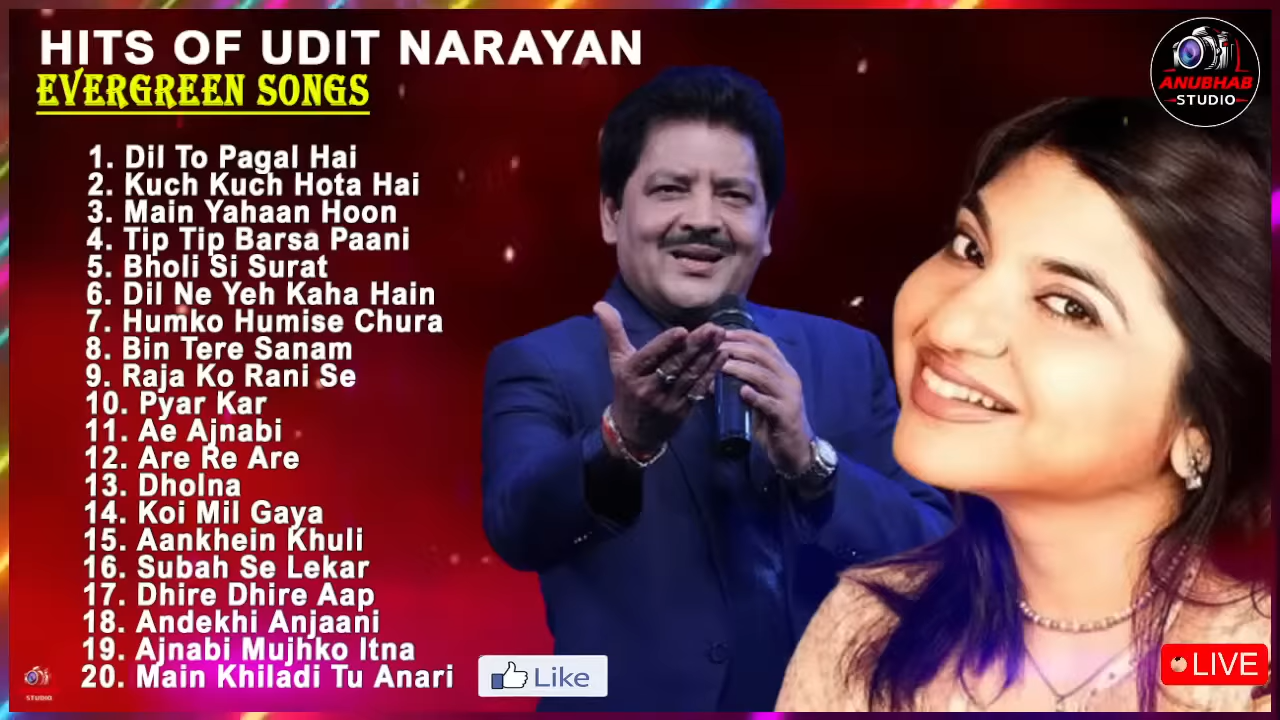 HITS OF UDIT NARAYAN
EVERGREEN SONGS
1. Dil To Pagal Hai
2. Kuch Kuch Hota Hai
3. Main Yahaan Hoon
4. Tip Tip Barsa Paani
5. Bholi Si Surat
6. Dil Ne Yeh Kaha Hain
7. Humko Humise Chura
8. Bin Tere Sanam
9. Raja Ko Rani Se
10. Pyar Kar
11. Ae Ajnabi
12. Are Re Are
13. Dholna
14. Koi Mil Gaya
15. Aankhein Khuli
16. Subah Se Lekar
17. Dhire Dhire Aap
18. Andekhi Anjaani
19. Ajnabi Mujhko Itna
20. Main Khiladi Tu Anari
ANUBHAB
STUDIO
STUDIO
Like
LIVE